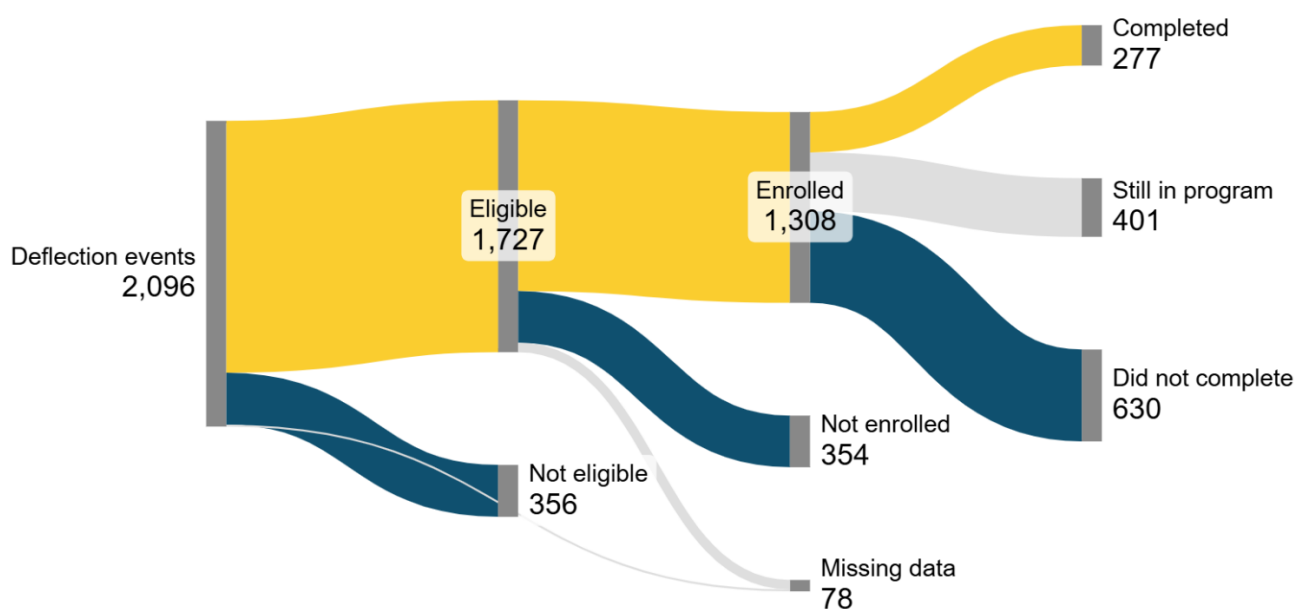 Deflection events
2,096
Eligible
1,727
Not eligible
356
Enrolled
1,308
Not enrolled
354
Missing data
78
Completed
277
Still in program
401
Did not complete
630